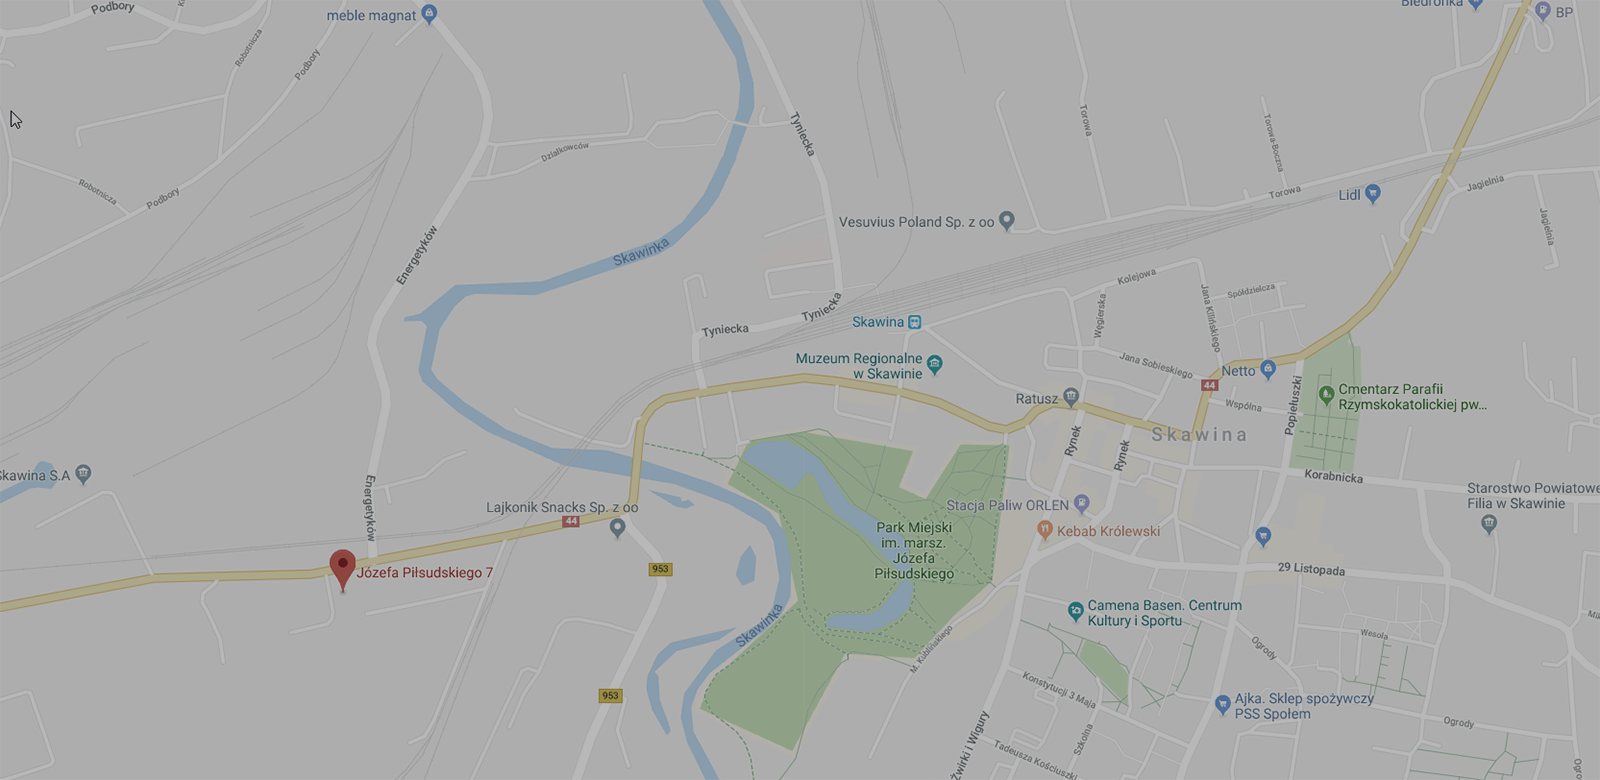 Podbory
meble magnat
Biedronka
BP
Robotnicza
Podbory
Tyniecka
Torowa
Torowa-Boczna
Działkowców
Robotnicza
Podbory
Torowa
Lidl
Jagielnia
Jagielnia
Vesuvius Poland Sp. z oo
Energetyków
Skawinka
Kolejowa
Spółdzielcza
Jana Kilińskiego
Węgierska
Tyniecka
Tyniecka
Skawina
Muzeum Regionalne
w Skawinie
Jana Sobieskiego
Netto
44
Ratusz
Wspólna
Popiełuszki
Cmentarz Parafii
Rzymskokatolickiej pw...
Skawina
Rynek
Rynek
Skawina S.A
Energetyków
Korabnicka
Starostwo Powiatowe
Filia w Skawinie
Lajkonik Snacks Sp. z oo
44
Stacja Paliw ORLEN
Kebab Królewski
Park Miejski
im. marsz.
Józefa
Piłsudskiego
Józefa Piłsudskiego 7
953
29 Listopada
Skawinka
Camena Basen. Centrum
Kultury i Sportu
M. Kublińskiego
Wesoła
Ogrody
Konstytucji 3 Maja
953
Ajka. Sklep spożywczy
PSS Społem
Ogrody
Szkolna
Żwirki i Wigury
Tadeusza Kościuszki